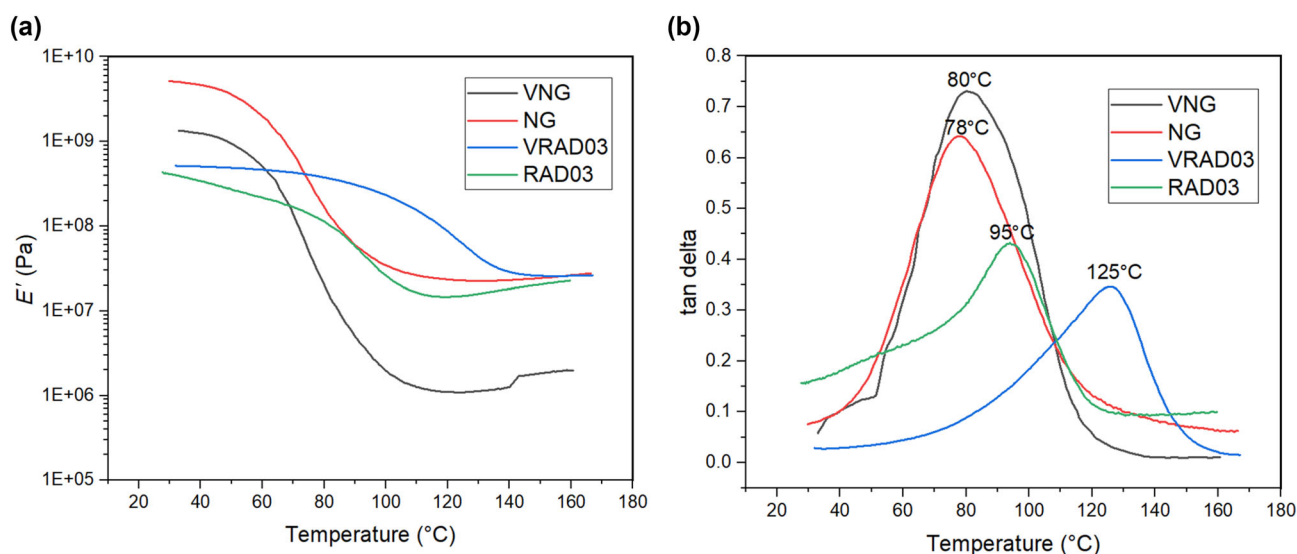 (a)
1E+10
1E+09
1E+08
1E+07
1E+06
1E+05
E′ (Pa)
VNG
NG
VRAD03
RAD03
20 40 60 80 100 120 140 160 180
Temperature (°C)
(b)
0.8
0.7
0.6
0.5
0.4
0.3
0.2
0.1
0.0
tan delta
80°C
78°C
95°C
125°C
VNG
NG
VRAD03
RAD03
20 40 60 80 100 120 140 160 180
Temperature (°C)